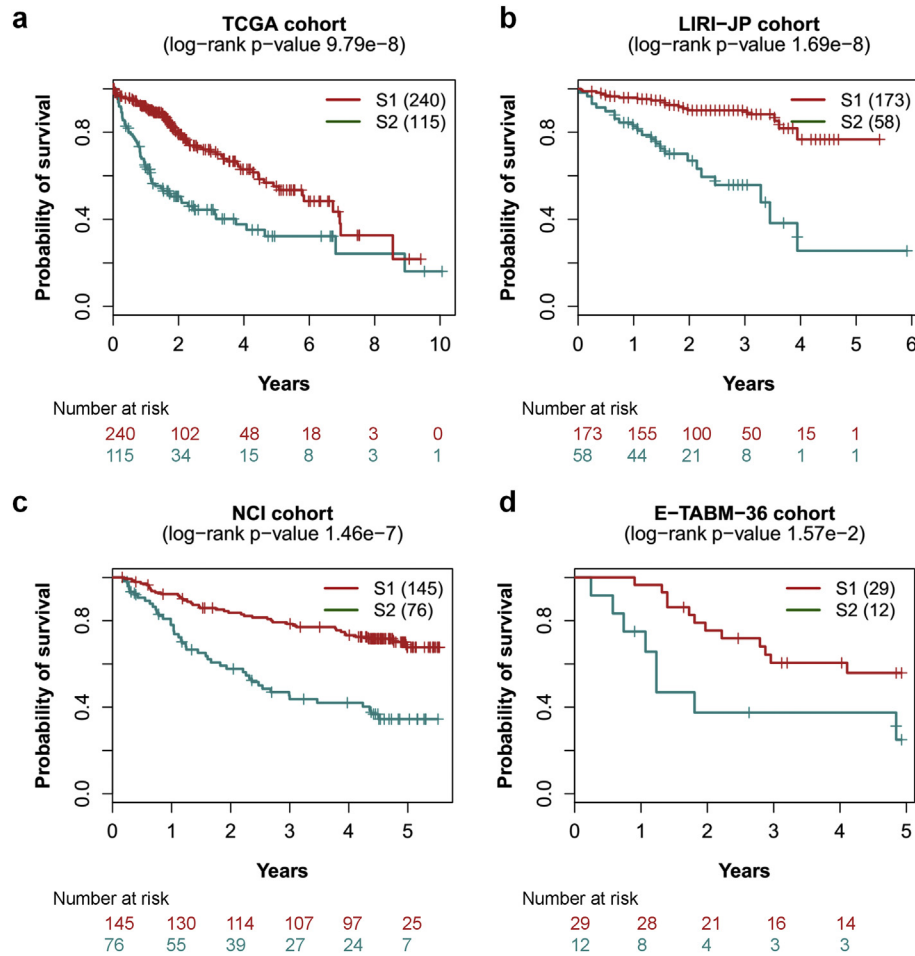 a
TCGA cohort
(log−rank p−value 9.79e−8)
S1 (240)
S2 (115)
Probability of survival
0.0 0.4 0.8
0 2 4 6 8 10
Years
Number at risk
240 102 48 18 3 0
115 34 15 8 3 1
b
LIRI−JP cohort
(log−rank p−value 1.69e−8)
S1 (173)
S2 (58)
Probability of survival
0.0 0.4 0.8
0 1 2 3 4 5 6
Years
Number at risk
173 155 100 50 15 1
58 44 21 8 1 1
c
NCI cohort
(log−rank p−value 1.46e−7)
S1 (145)
S2 (76)
Probability of survival
0.0 0.4 0.8
0 1 2 3 4 5
Years
Number at risk
145 130 114 107 97 25
76 55 39 27 24 7
d
E−TABM−36 cohort
(log−rank p−value 1.57e−2)
S1 (29)
S2 (12)
Probability of survival
0.0 0.4 0.8
0 1 2 3 4 5
Years
Number at risk
29 28 21 16 14
12 8 4 3 3